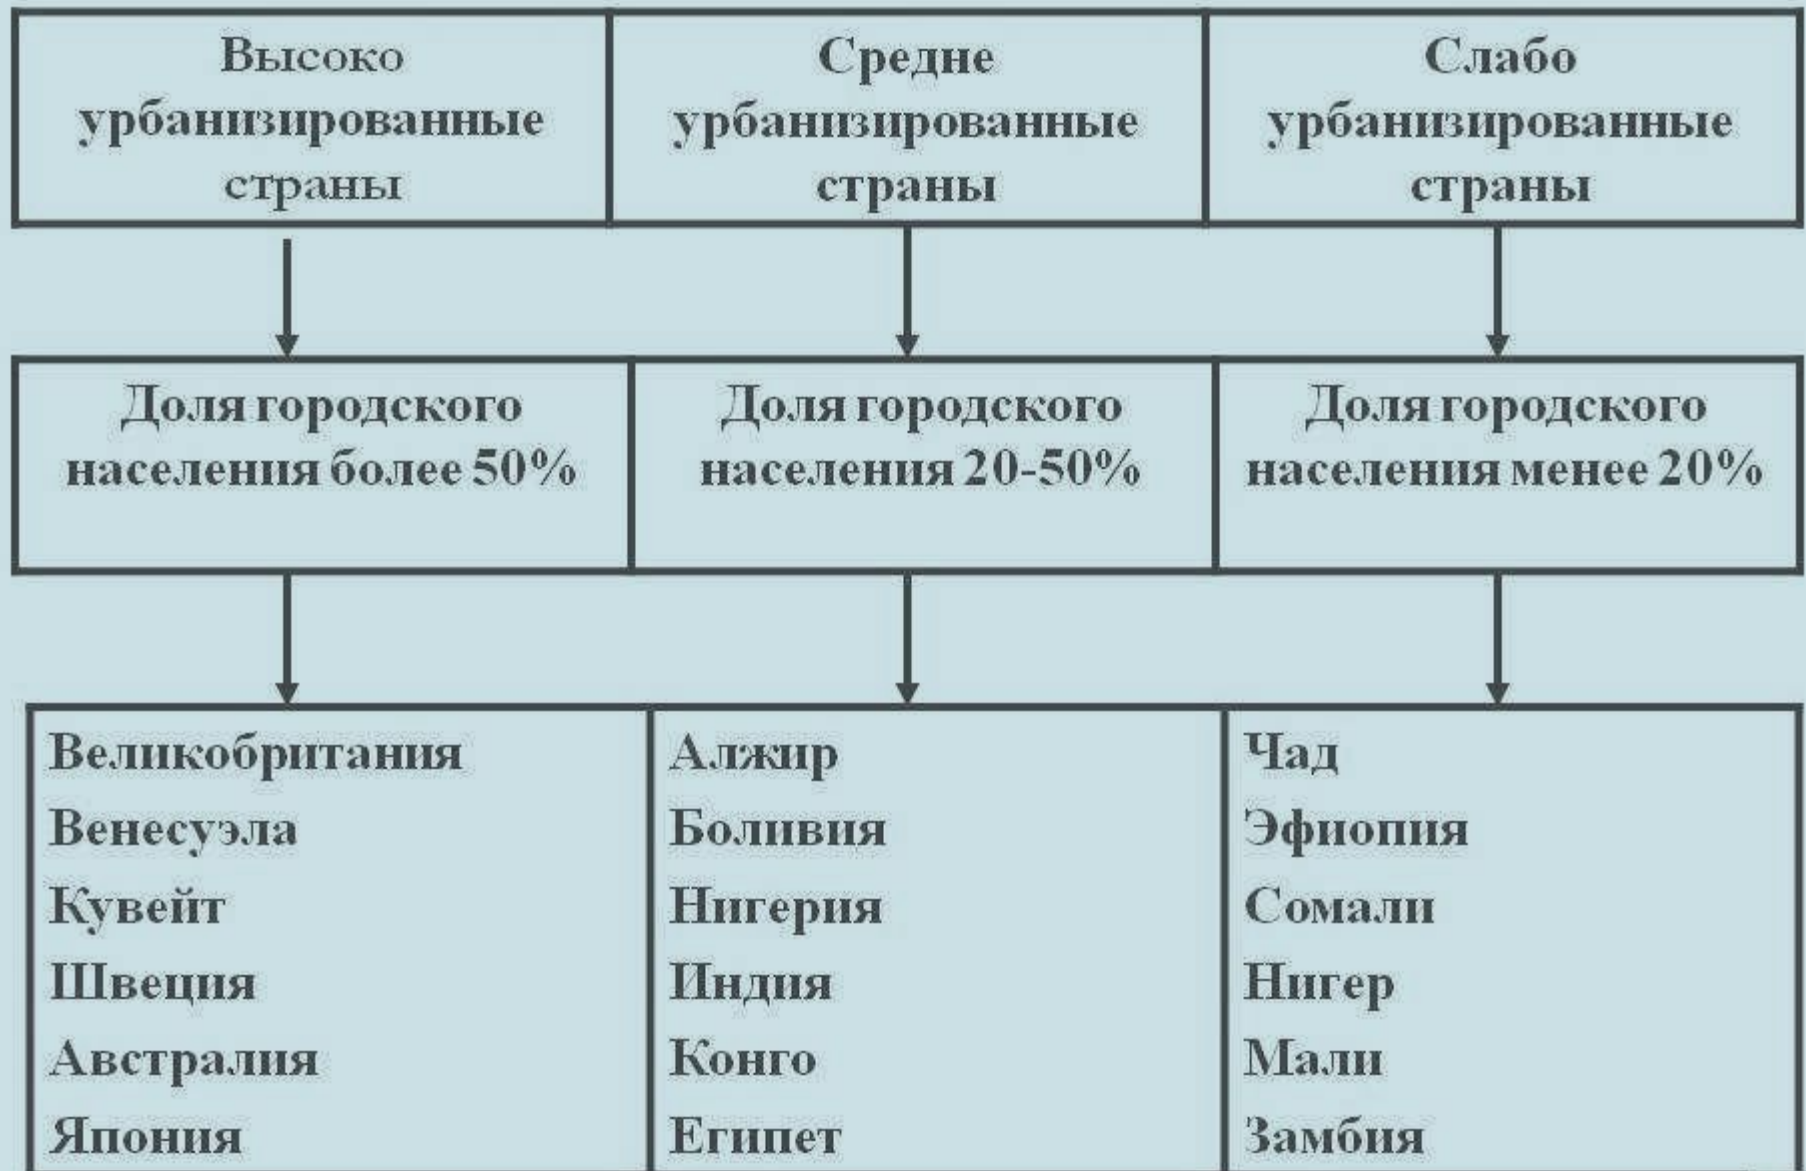 Высоко
урбанизированные
страны
Средне
урбанизированные
страны
Слабо
урбанизированные
страны
Доля городского
населения более 50%
Доля городского
населения 20-50%
Доля городского
населения менее 20%
Великобритания
Венесуэла
Кувейт
Швеция
Австралия
Япония
Алжир
Боливия
Нигерия
Индия
Конго
Египет
Чад
Эфиопия
Сомали
Нигер
Мали
Замбия